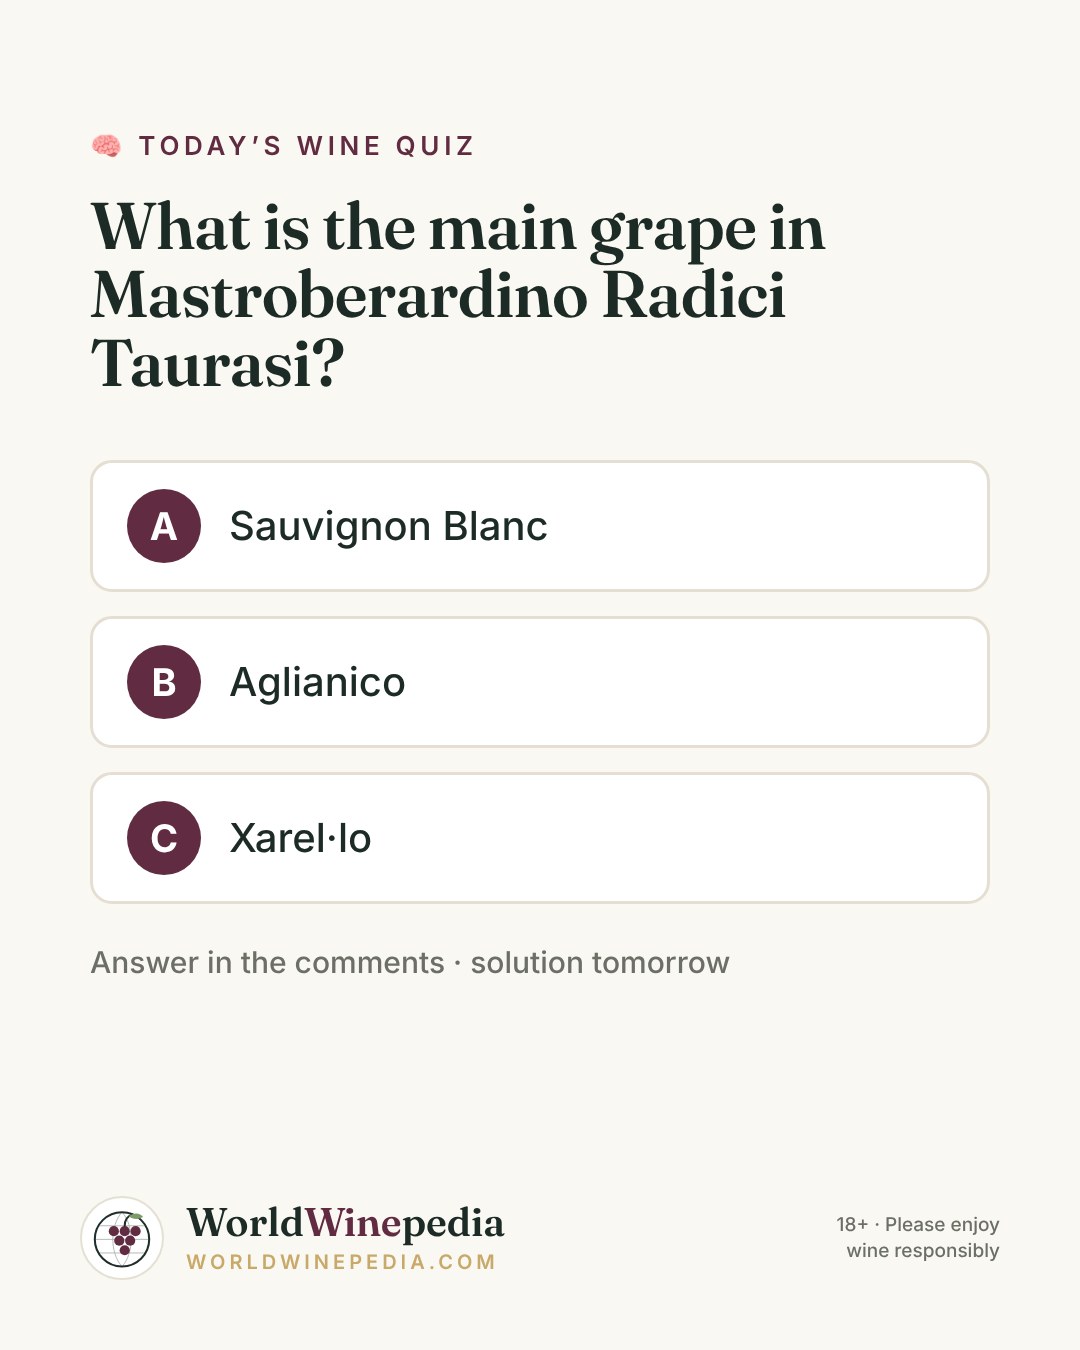 🧠 TODAY’S WINE QUIZ
What is the main grape in
Mastroberardino Radici
Taurasi?
A Sauvignon Blanc
B Aglianico
C Xarel·lo
Answer in the comments · solution tomorrow
WorldWinepedia
WORLDWINEPEDIA.COM
18+ · Please enjoy
wine responsibly